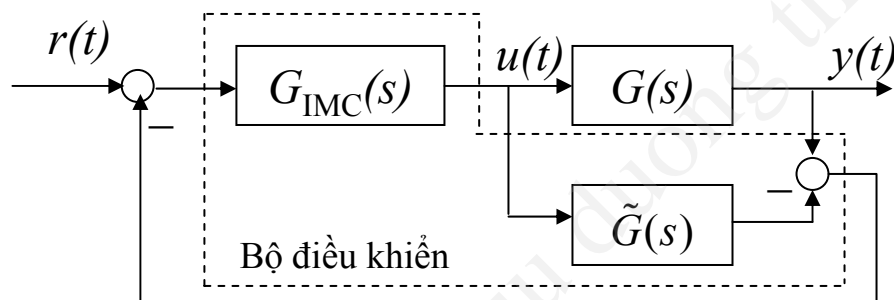 r(t)
G_IMC(s)
u(t)
G(s)
y(t)
−
−
G̃(s)
Bộ điều khiển